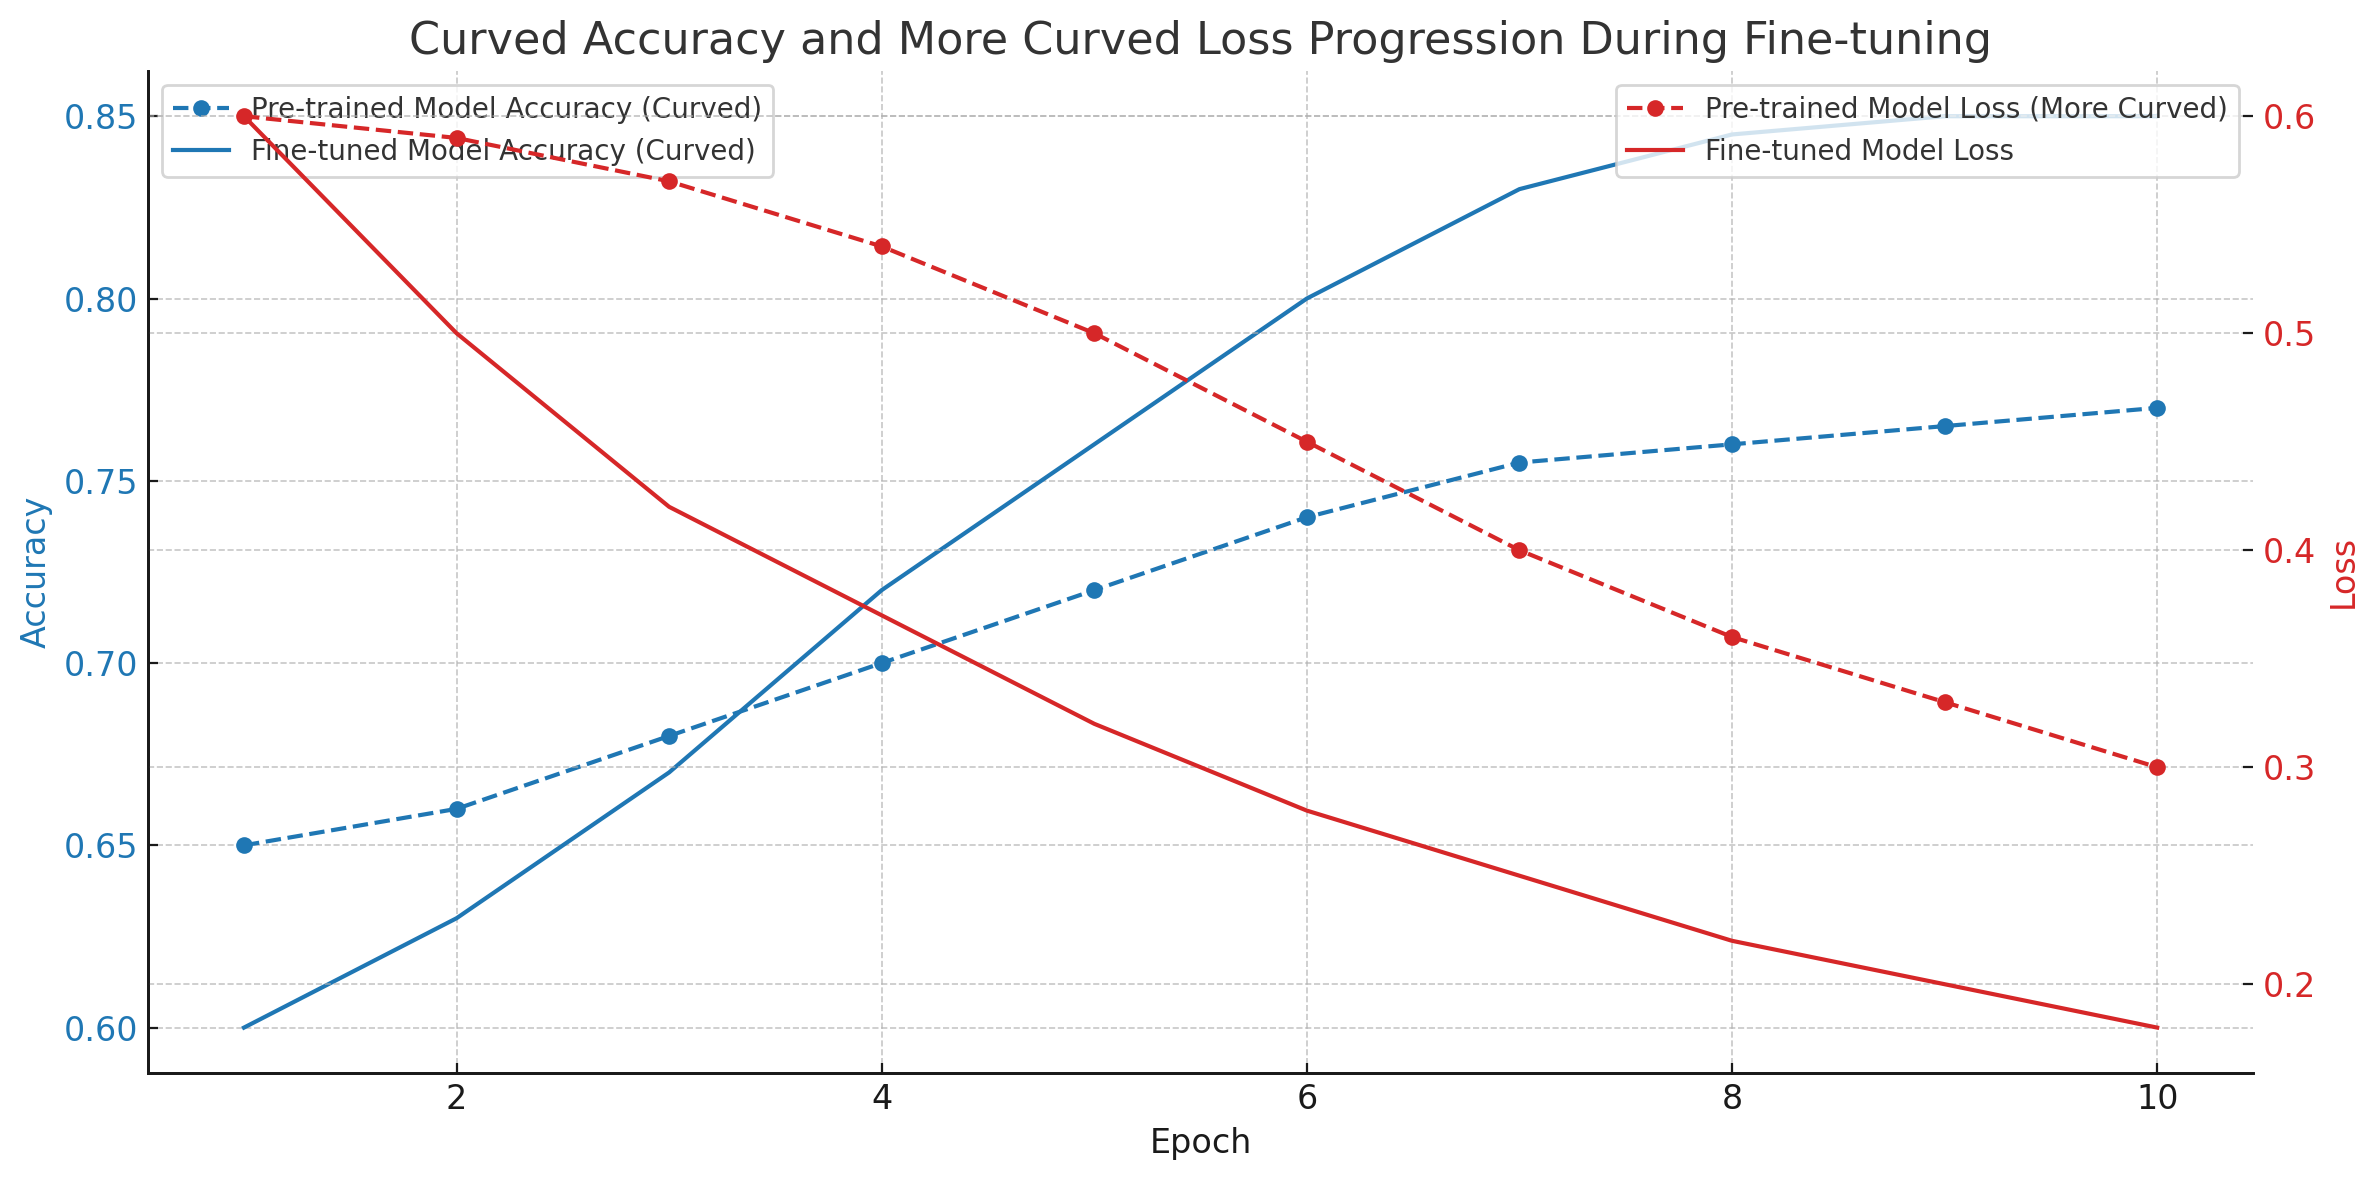 Curved Accuracy and More Curved Loss Progression During Fine-tuning
Pre-trained Model Accuracy (Curved)
Fine-tuned Model Accuracy (Curved)
Pre-trained Model Loss (More Curved)
Fine-tuned Model Loss
Accuracy
0.85
0.80
0.75
0.70
0.65
0.60
0.6
0.5
0.4
0.3
0.2
Loss
2 4 6 8 10
Epoch